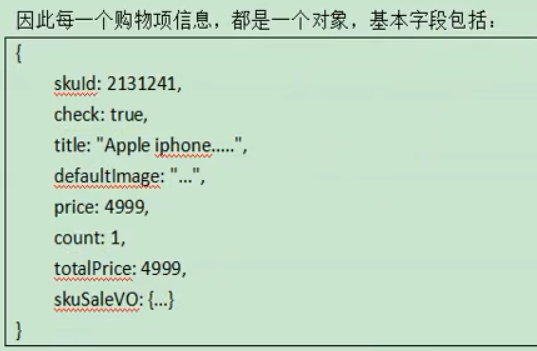 因此每一个购物项信息，都是一个对象，基本字段包括：
{
skuId: 2131241,
check: true,
title: "Apple iphone.....",
defaultImage: "...",
price: 4999,
count: 1,
totalPrice: 4999,
skuSaleVO: {...}
}